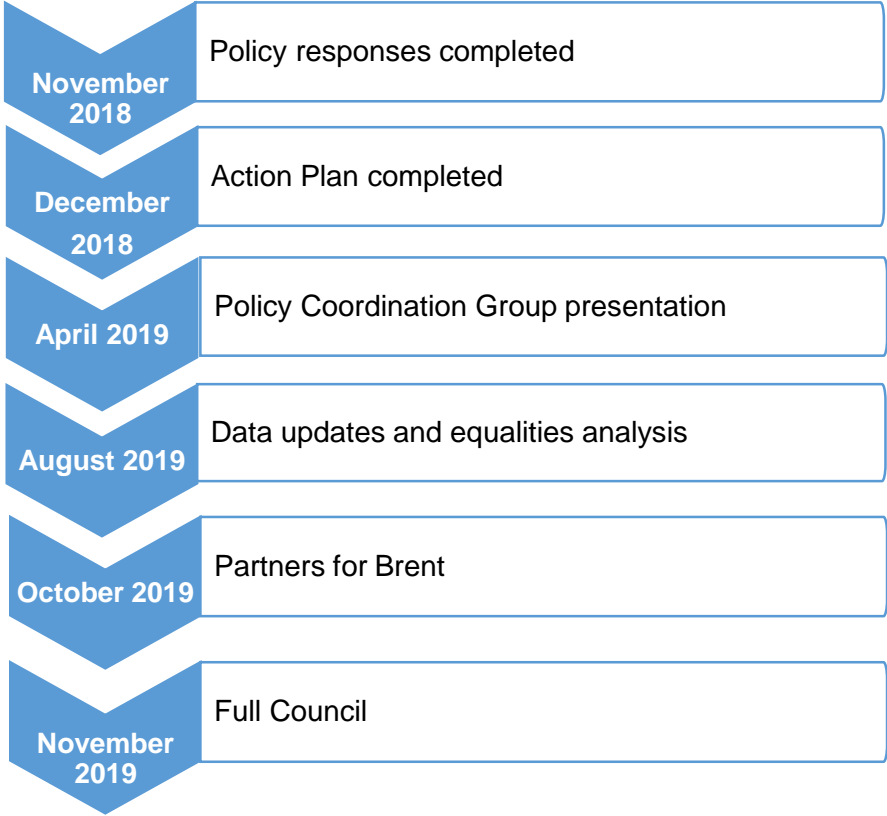 Policy responses completed
November
2018
Action Plan completed
December
2018
Policy Coordination Group presentation
April 2019
Data updates and equalities analysis
August 2019
Partners for Brent
October 2019
Full Council
November
2019